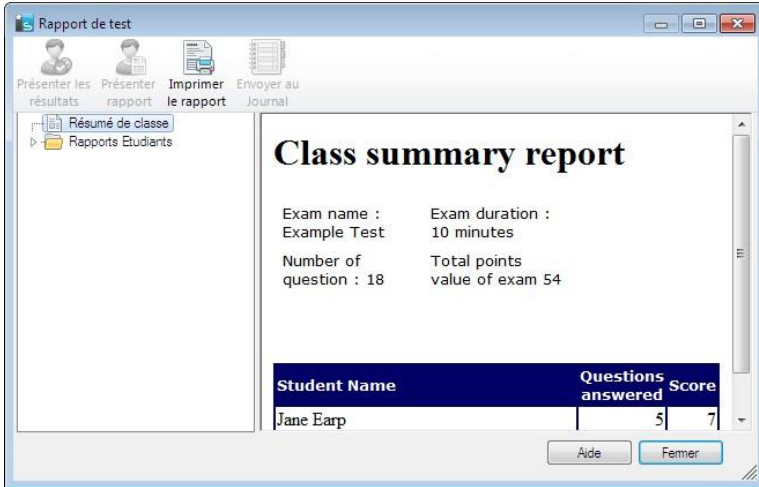 Rapport de test
Présenter les Présenter Imprimer Envoyer au
résultats rapport le rapport Journal
Résumé de classe
Rapports Etudiants
Class summary report
Exam name : Exam duration :
Example Test 10 minutes
Number of Total points
question : 18 value of exam 54
Student Name Questions answered Score
Jane Earp 5 7
Aide Fermer